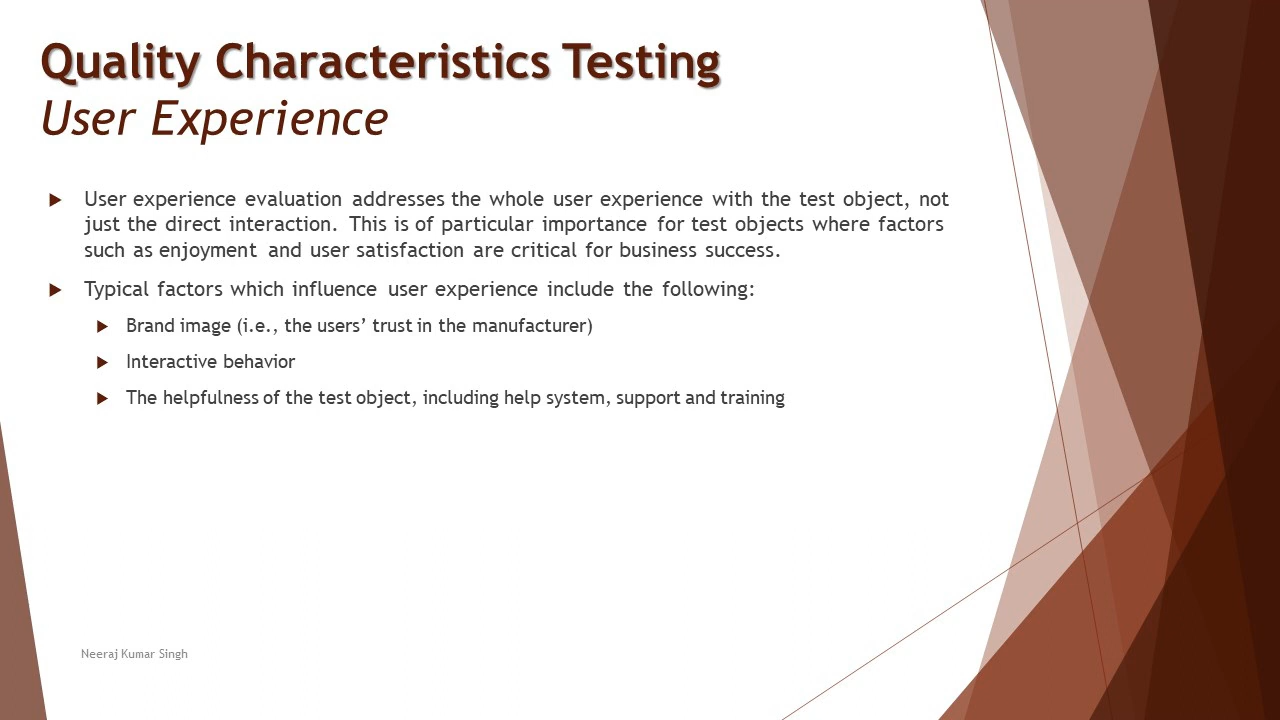 Quality Characteristics Testing
User Experience
User experience evaluation addresses the whole user experience with the test object, not
just the direct interaction. This is of particular importance for test objects where factors
such as enjoyment and user satisfaction are critical for business success.
Typical factors which influence user experience include the following:
Brand image (i.e., the users’ trust in the manufacturer)
Interactive behavior
The helpfulness of the test object, including help system, support and training
Neeraj Kumar Singh